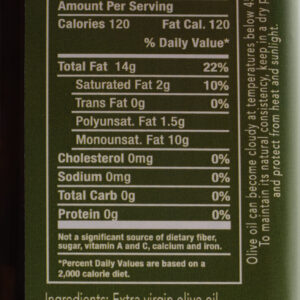 Amount Per Serving
Calories 120 Fat Cal. 120
% Daily Value*
Total Fat 14g 22%
Saturated Fat 2g 10%
Trans Fat 0g 0%
Polyunsat. Fat 1.5g
Monounsat. Fat 10g
Cholesterol 0mg 0%
Sodium 0mg 0%
Total Carb 0g 0%
Protein 0g 0%
Not a significant source of dietary fiber,
sugar, vitamin A and C, calcium and iron.
*Percent Daily Values are based on a
2,000 calorie diet.
Ingredients: Extra virgin olive oil
Olive oil can become cloudy at temperatures below 4
To maintain its natural consistency, keep in a dry
and protect from heat and sunlight.